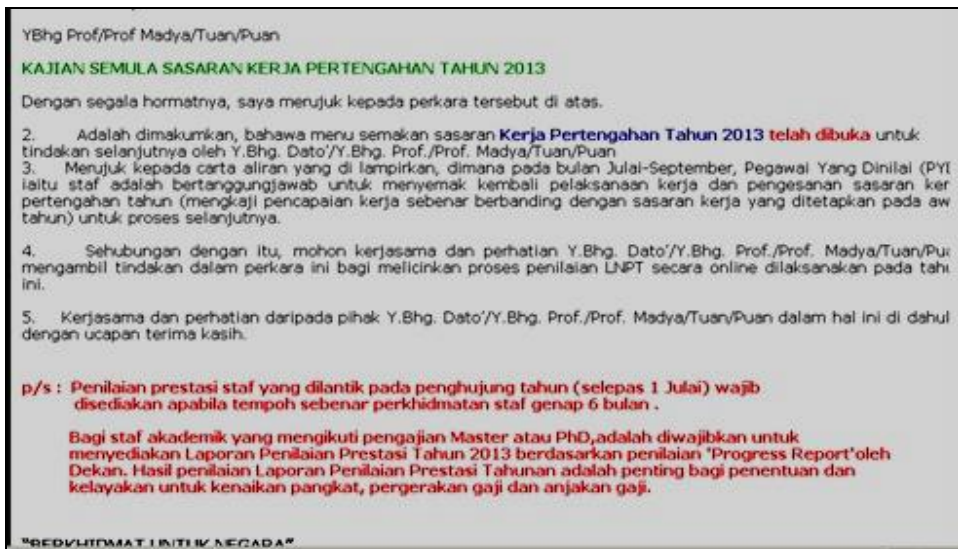 YBhg Prof/Prof Madya/Tuan/Puan
KAJIAN SEMULA SASARAN KERJA PERTENGAHAN TAHUN 2013
Dengan segala hormatnya, saya merujuk kepada perkara tersebut di atas.
2. Adalah dimakumkan, bahawa menu semakan sasaran Kerja Pertengahan Tahun 2013 telah dibuka untuk
tindakan selanjutnya oleh Y.Bhg. Dato'/Y.Bhg. Prof./Prof. Madya/Tuan/Puan
3. Merujuk kepada carta aliran yang di lampirkan, dimana pada bulan Julai-September, Pegawai Yang Dinilai (PYD
iaitu staf adalah bertanggungjawab untuk menyemak kembali pelaksanaan kerja dan pengesanan sasaran ker
pertengahan tahun (mengkaji pencapaian kerja sebenar berbanding dengan sasaran kerja yang ditetapkan pada aw
tahun) untuk proses selanjutnya.
4. Sehubungan dengan itu, mohon kerjasama dan perhatian Y.Bhg. Dato'/Y.Bhg. Prof./Prof. Madya/Tuan/Pu
mengambil tindakan dalam perkara ini bagi melicinkan proses penilaian LNPT secara online dilaksanakan pada tahu
ini.
5. Kerjasama dan perhatian daripada pihak Y.Bhg. Dato'/Y.Bhg. Prof./Prof. Madya/Tuan/Puan dalam hal ini di dahul
dengan ucapan terima kasih.
p/s : Penilaian prestasi staf yang dilantik pada penghujung tahun (selepas 1 Julai) wajib
disediakan apabila tempoh sebenar perkhidmatan staf genap 6 bulan .
Bagi staf akademik yang mengikuti pengajian Master atau PhD,adalah diwajibkan untuk
menyediakan Laporan Penilaian Prestasi Tahun 2013 berdasarkan penilaian 'Progress Report'oleh
Dekan. Hasil penilaian Laporan Penilaian Prestasi Tahunan adalah penting bagi penentuan dan
kelayakan untuk kenaikan pangkat, pergerakan gaji dan anjakan gaji.
"BERKHIDMAT UNTUK NEGARA"